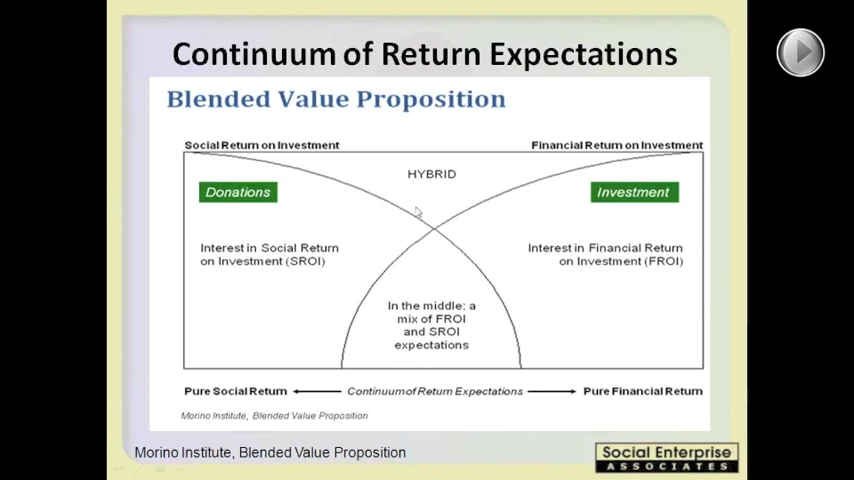 Continuum of Return Expectations
Blended Value Proposition
Social Return on Investment
Financial Return on Investment
HYBRID
Donations
Investment
Interest in Social Return
on Investment (SROI)
Interest in Financial Return
on Investment (FROI)
In the middle; a
mix of FROI
and SROI
expectations
Pure Social Return
Continuum of Return Expectations
Pure Financial Return
Morino Institute, Blended Value Proposition
Morino Institute, Blended Value Proposition
Social Enterprise
ASSOCIATES